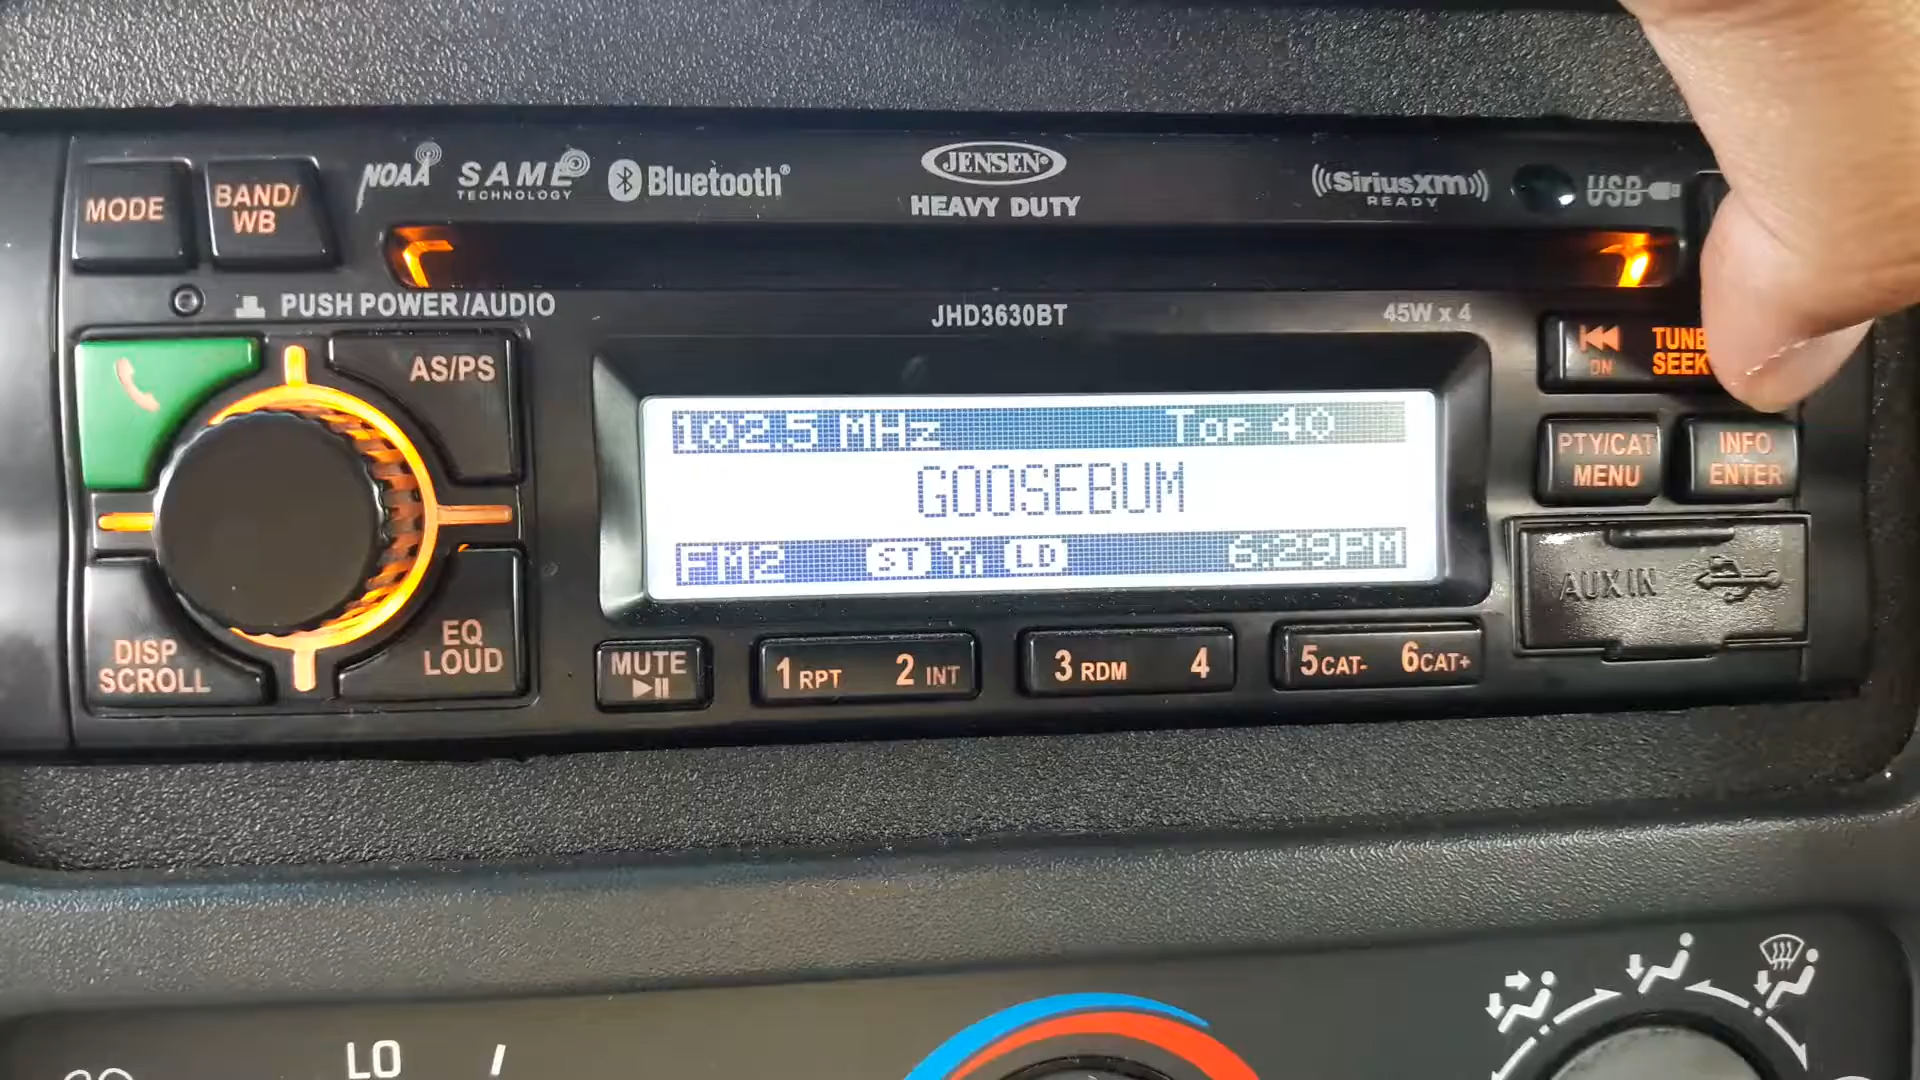 MODE
BAND/
WB
NOAA
SAME
TECHNOLOGY
Bluetooth®
JENSEN®
HEAVY DUTY
SiriusXM
READY
USB
PUSH POWER/AUDIO
JHD3630BT
45W x 4
AS/PS
DN
TUNE
SEEK
102.5 MHz Top 40
GOOSEBUM
FM2 ST LD 6:29PM
PTY/CAT
MENU
INFO
ENTER
AUX IN
DISP
SCROLL
EQ
LOUD
MUTE
1 RPT 2 INT
3 RDM 4
5 CAT- 6 CAT+
LO